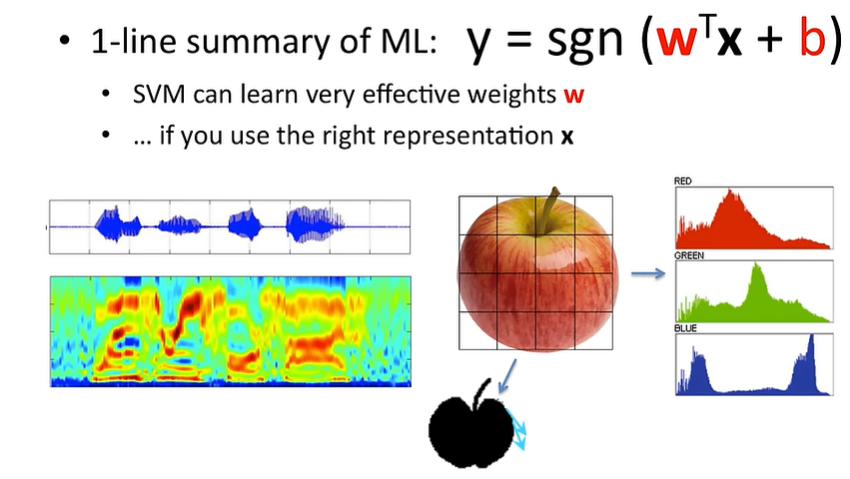 • 1-line summary of ML: y = sgn (wᵀx + b)
• SVM can learn very effective weights w
• ... if you use the right representation x
RED
GREEN
BLUE